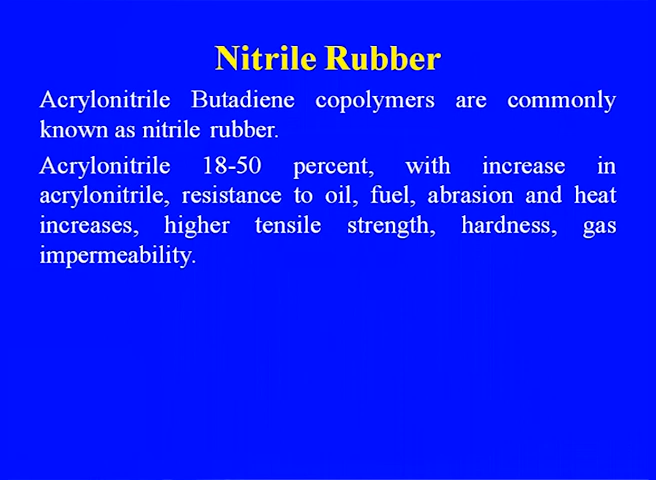 Nitrile Rubber
Acrylonitrile Butadiene copolymers are commonly
known as nitrile rubber.
Acrylonitrile 18-50 percent, with increase in
acrylonitrile, resistance to oil, fuel, abrasion and heat
increases, higher tensile strength, hardness, gas
impermeability.